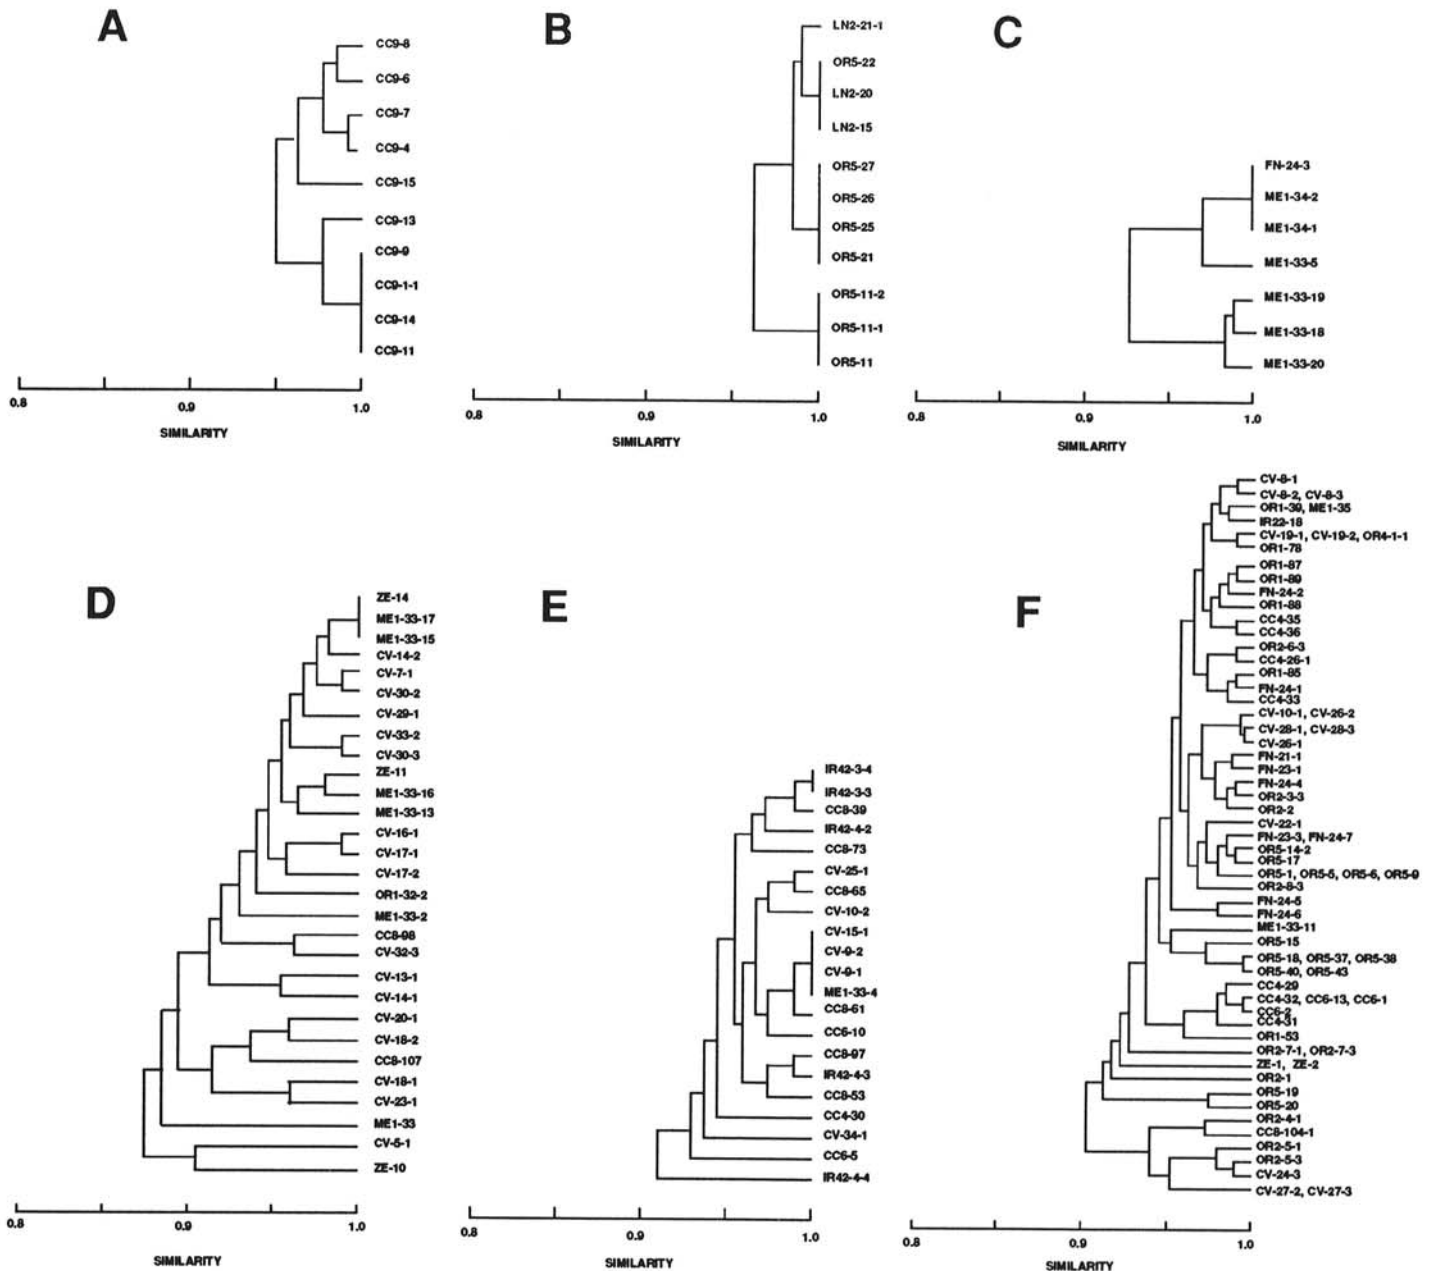 A
CC9-8
CC9-6
CC9-7
CC9-4
CC9-15
CC9-13
CC9-9
CC9-1-1
CC9-14
CC9-11
0.8
0.9
1.0
SIMILARITY
B
LN2-21-1
OR5-22
LN2-20
LN2-15
OR5-27
OR5-26
OR5-25
OR5-21
OR5-11-2
OR5-11-1
OR5-11
0.8
0.9
1.0
SIMILARITY
C
FN-24-3
ME1-34-2
ME1-34-1
ME1-33-5
ME1-33-19
ME1-33-18
ME1-33-20
0.8
0.9
1.0
SIMILARITY
D
ZE-14
ME1-33-17
ME1-33-15
CV-14-2
CV-7-1
CV-30-2
CV-29-1
CV-33-2
CV-30-3
ZE-11
ME1-33-16
ME1-33-13
CV-16-1
CV-17-1
CV-17-2
OR1-32-2
ME1-33-2
CC8-98
CV-32-3
CV-13-1
CV-14-1
CV-20-1
CV-18-2
CC8-107
CV-18-1
CV-23-1
ME1-33
CV-5-1
ZE-10
0.8
0.9
1.0
SIMILARITY
E
IR42-3-4
IR42-3-3
CC8-39
IR42-4-2
CC8-73
CV-25-1
CC8-65
CV-10-2
CV-15-1
CV-9-2
CV-9-1
ME1-33-4
CC8-61
CC6-10
CC8-97
IR42-4-3
CC8-53
CC4-30
CV-34-1
CC6-5
IR42-4-4
0.8
0.9
1.0
SIMILARITY
F
CV-8-1
CV-8-2, CV-8-3
OR1-39, ME1-35
IR22-18
CV-19-1, CV-19-2, OR4-1-1
OR1-78
OR1-87
OR1-89
FN-24-2
OR1-88
CC4-35
CC4-36
OR2-6-3
CC4-26-1
OR1-85
FN-24-1
CC4-33
CV-10-1, CV-26-2
CV-28-1, CV-28-3
CV-26-1
FN-21-1
FN-23-1
FN-24-4
OR2-3-3
OR2-2
CV-22-1
FN-23-3, FN-24-7
OR5-14-2
OR5-17
OR5-1, OR5-5, OR5-6, OR5-9
OR2-8-3
FN-24-5
FN-24-6
ME1-33-11
OR5-15
OR5-18, OR5-37, OR5-38
OR5-40, OR5-43
CC4-29
CC4-32, CC6-13, CC6-1
CC6-2
CC4-31
OR1-53
OR2-7-1, OR2-7-3
ZE-1, ZE-2
OR2-1
OR5-19
OR5-20
OR2-4-1
CC8-104-1
OR2-5-1
OR2-5-3
CV-24-3
CV-27-2, CV-27-3
0.8
0.9
1.0
SIMILARITY